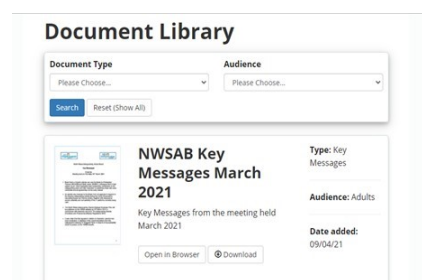 Document Library
Document Type
Audience
Please Choose...
Please Choose...
Search
Reset (Show All)
NWSAB Key
Messages March
2021
Key Messages from the meeting held
March 2021
Open in Browser
Download
Type: Key
Messages
Audience: Adults
Date added:
09/04/21